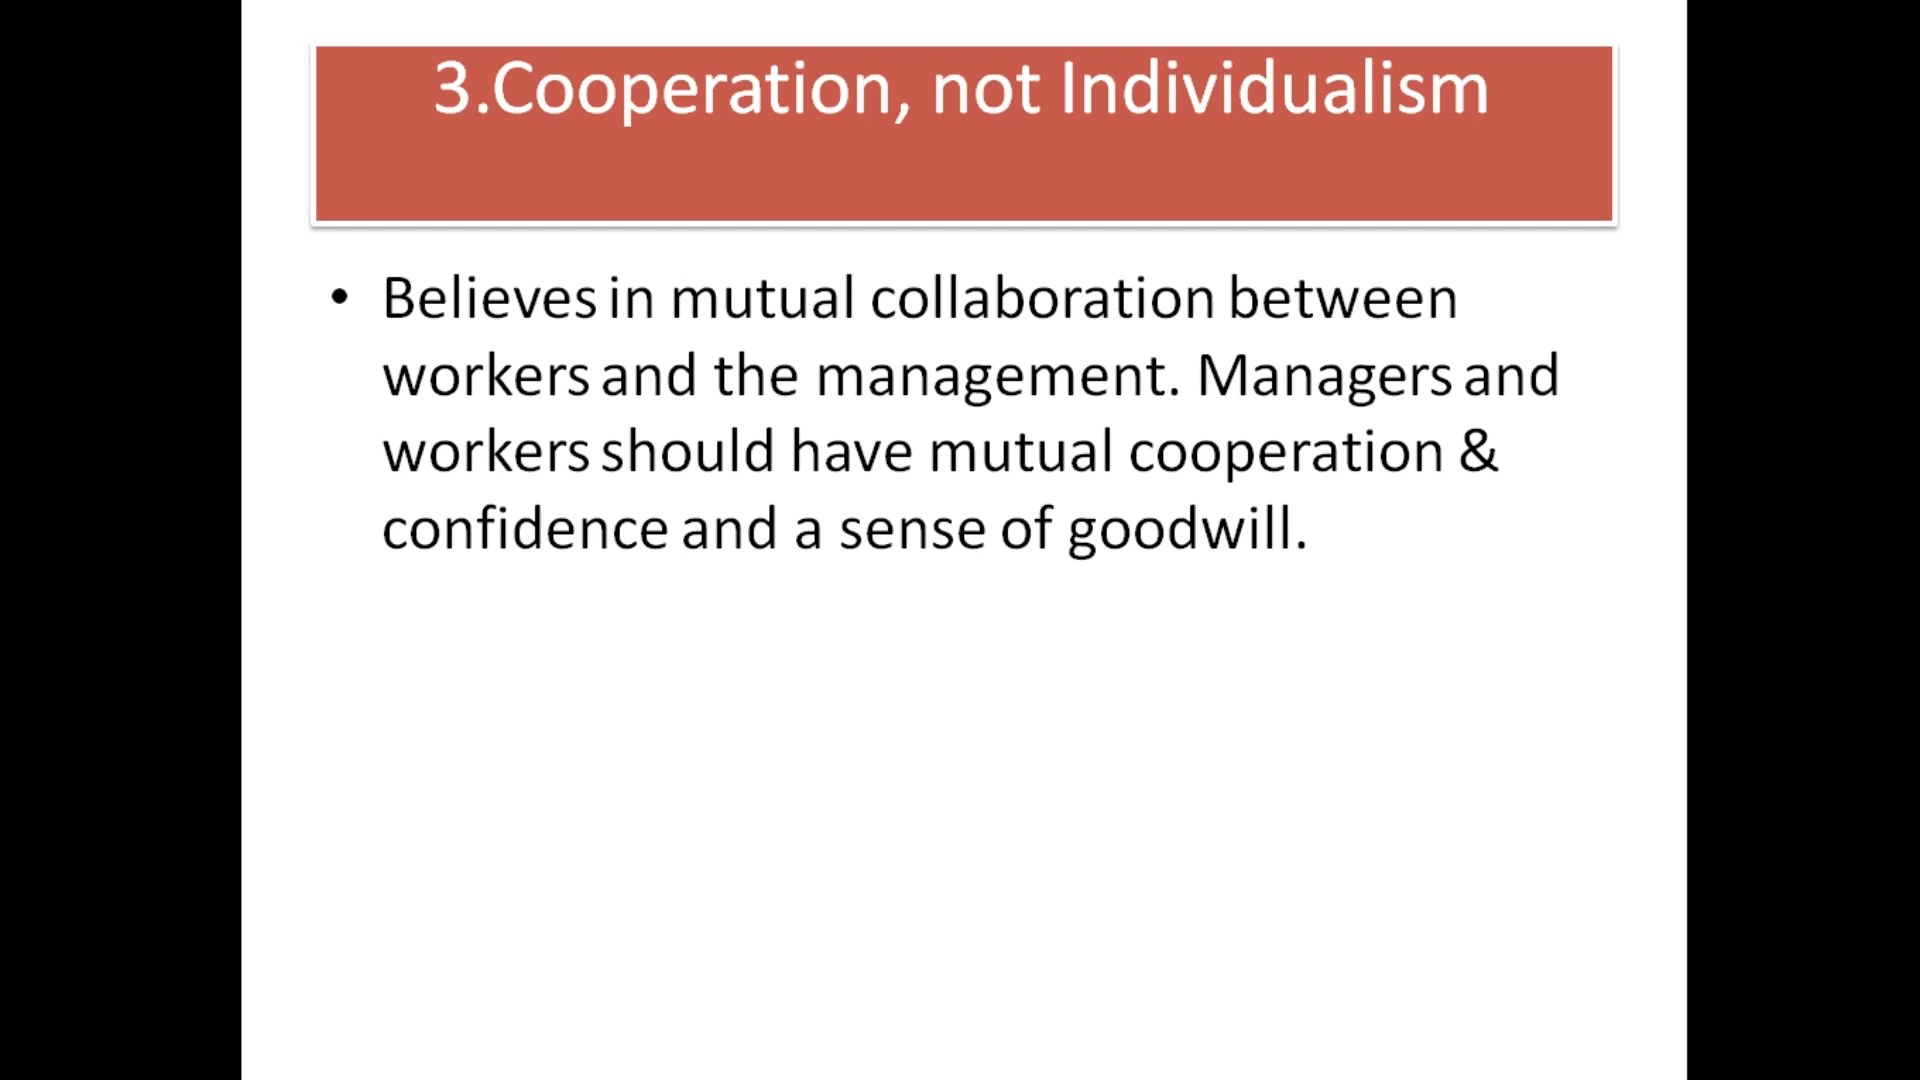 3.Cooperation, not Individualism
• Believes in mutual collaboration between
workers and the management. Managers and
workers should have mutual cooperation &
confidence and a sense of goodwill.